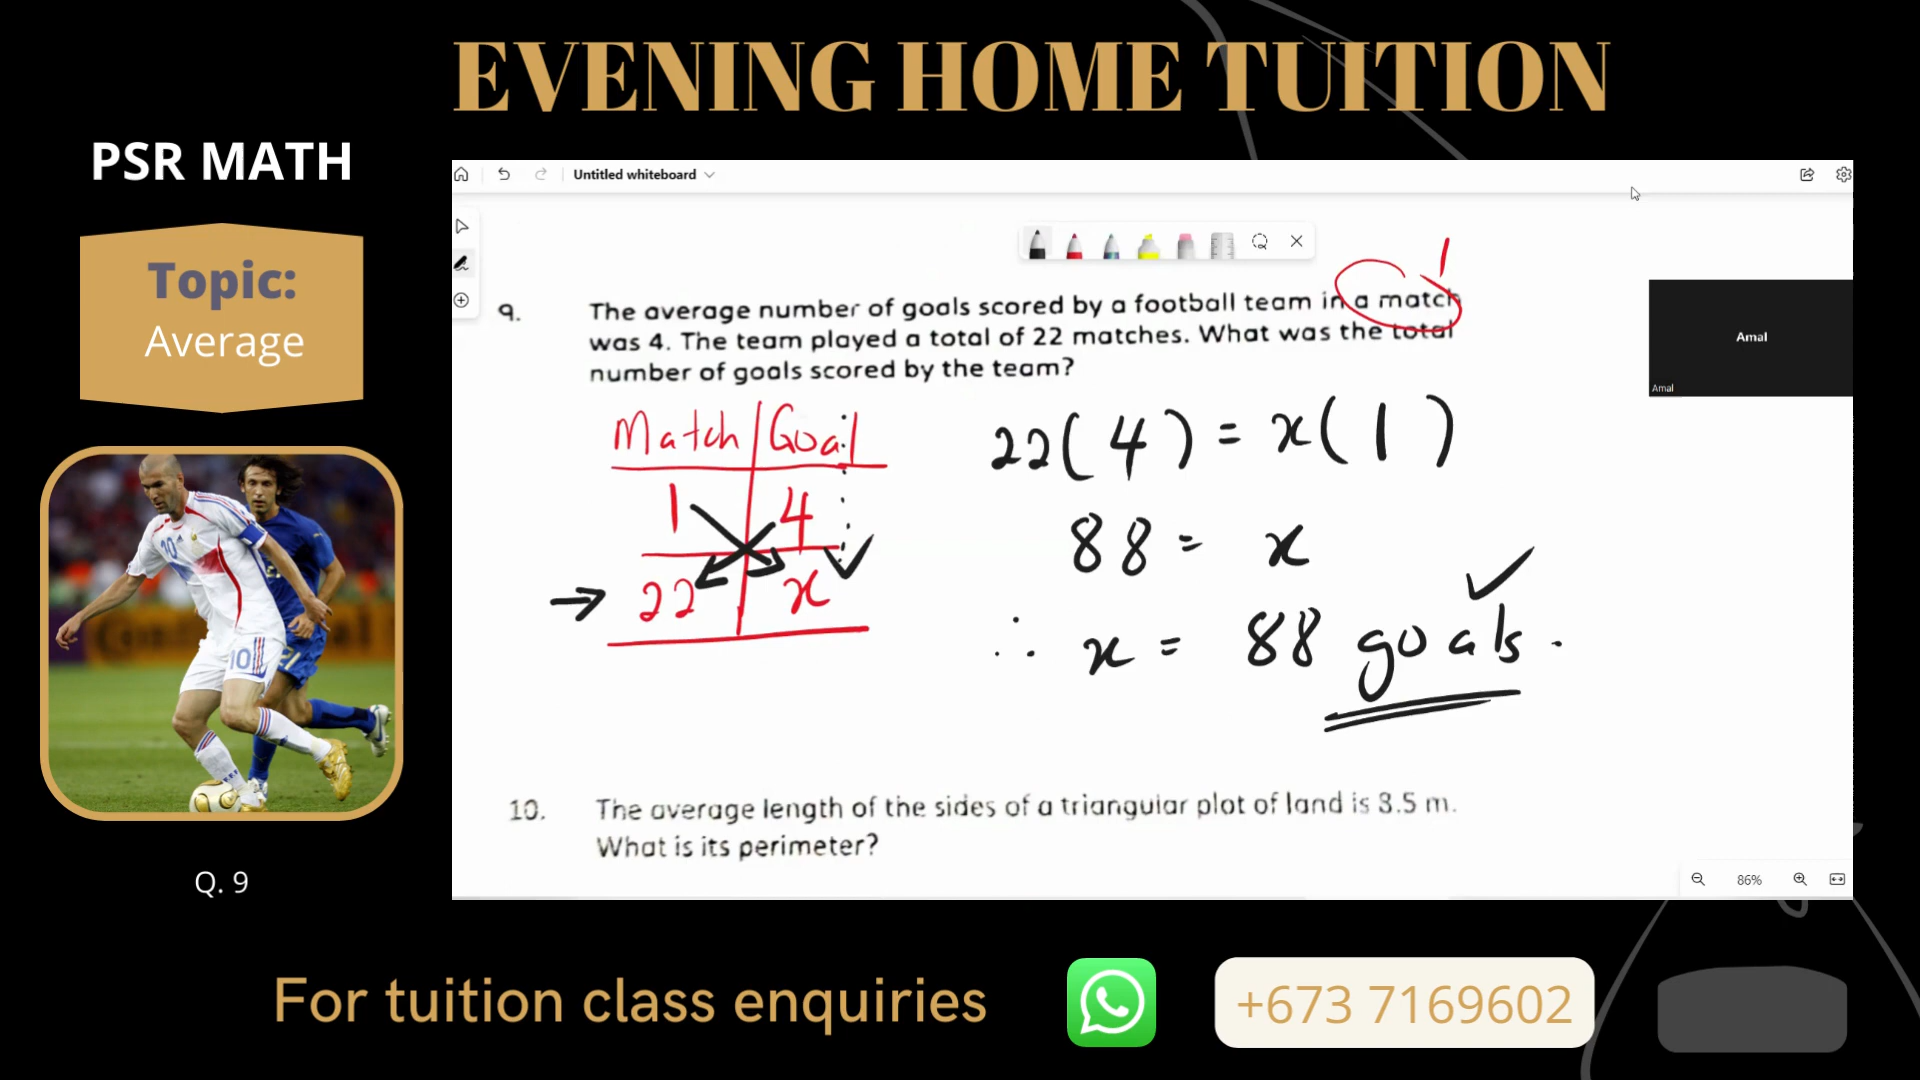 EVENING HOME TUITION
PSR MATH
Topic:
Average
Q. 9
Untitled whiteboard
1
9. The average number of goals scored by a football team in a match
was 4. The team played a total of 22 matches. What was the total
number of goals scored by the team?
Match Goal
1 4
→ 22 x
22(4) = x(1)
88 = x
∴ x = 88 goals.
10. The average length of the sides of a triangular plot of land is 3.5 m.
What is its perimeter?
Amal
Amal
86%
10
10
21
For tuition class enquiries
+673 7169602